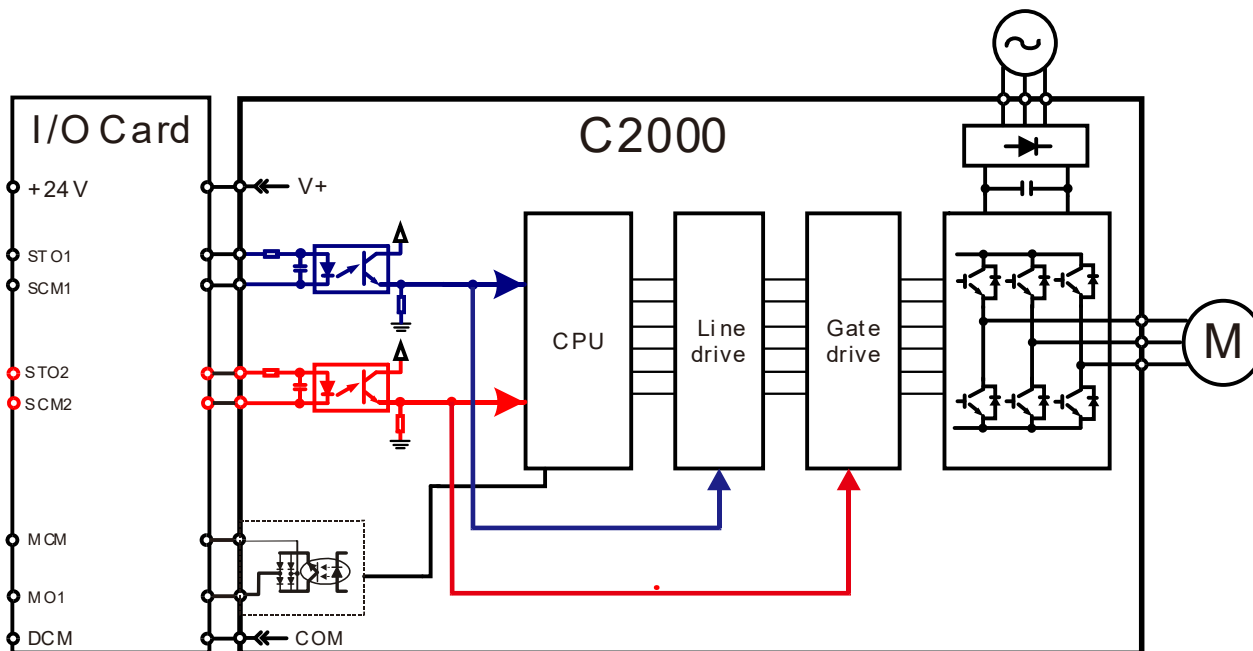 I/O Card
C2000
+24V
V+
STO1
SCM1
CPU
Line
drive
Gate
drive
M
STO2
SCM2
MCM
MO1
DCM
COM